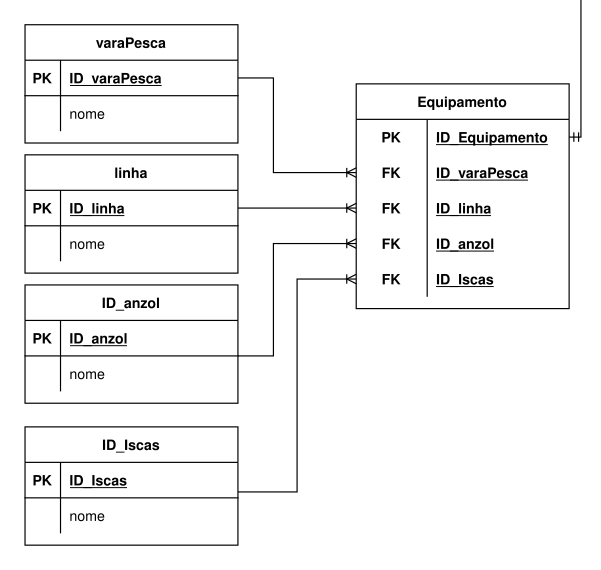 varaPesca
PK ID_varaPesca
nome
linha
PK ID_linha
nome
ID_anzol
PK ID_anzol
nome
ID_Iscas
PK ID_Iscas
nome
Equipamento
PK ID_Equipamento
FK ID_varaPesca
FK ID_linha
FK ID_anzol
FK ID_Iscas